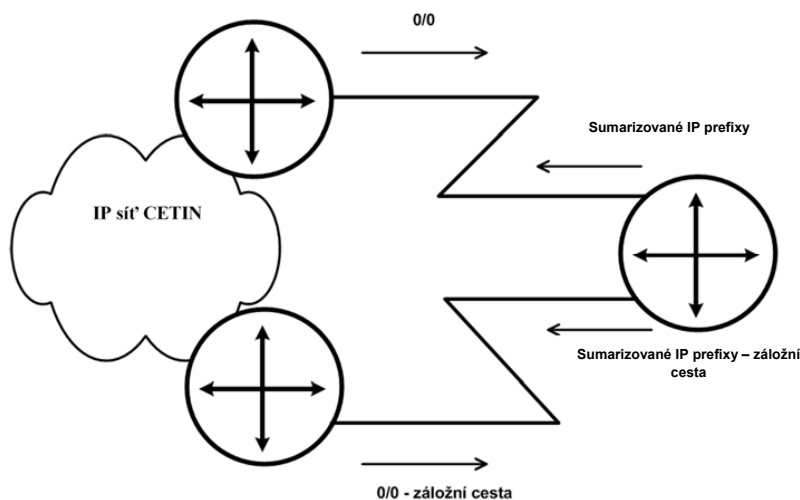 0/0
Sumarizované IP prefixy
IP síť CETIN
Sumarizované IP prefixy – záložní
cesta
0/0 - záložní cesta